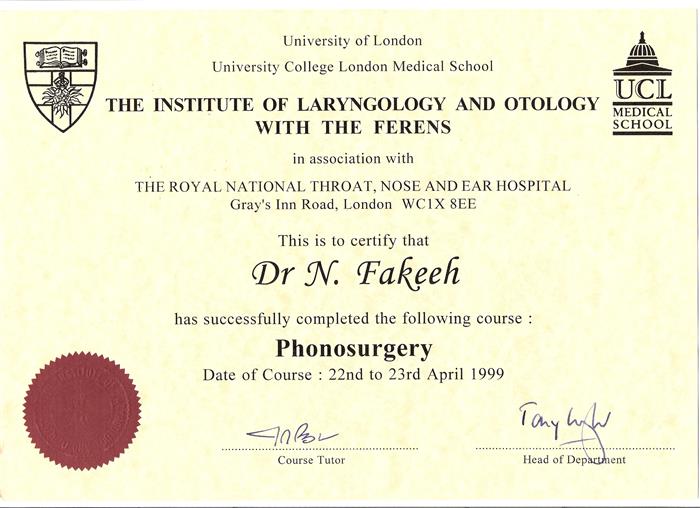 University of London
University College London Medical School
THE INSTITUTE OF LARYNGOLOGY AND OTOLOGY
WITH THE FERENS
UCL
MEDICAL
SCHOOL
in association with
THE ROYAL NATIONAL THROAT, NOSE AND EAR HOSPITAL
Gray's Inn Road, London WC1X 8EE
This is to certify that
Dr N. Fakeeh
has successfully completed the following course :
Phonosurgery
Date of Course : 22nd to 23rd April 1999
Tony
Course Tutor
Head of Department